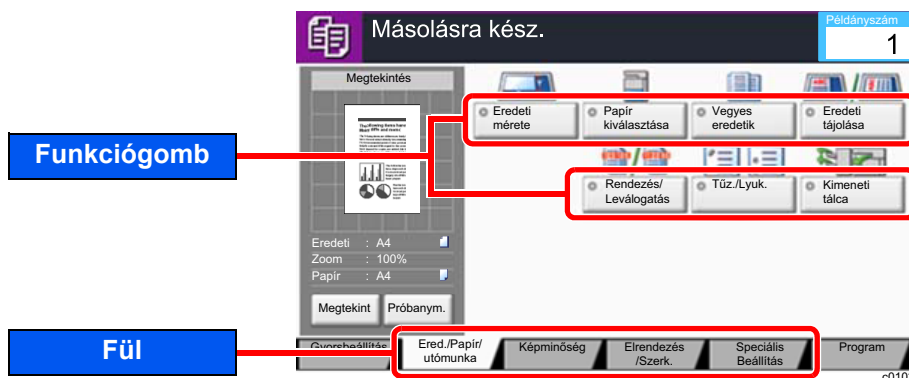 Másolásra kész.
Példányszám
1
Megtekintés
Eredeti mérete
Papír kiválasztása
Vegyes eredetik
Eredeti tájolása
Funkciógomb
Rendezés/ Leválogatás
Tűz./Lyuk.
Kimeneti tálca
Eredeti : A4
Zoom : 100%
Papír : A4
Megtekint
Próbanym.
Fül
Gyorsbeállítás
Ered./Papír/ utómunka
Képminőség
Elrendezés /Szerk.
Speciális Beállítás
Program